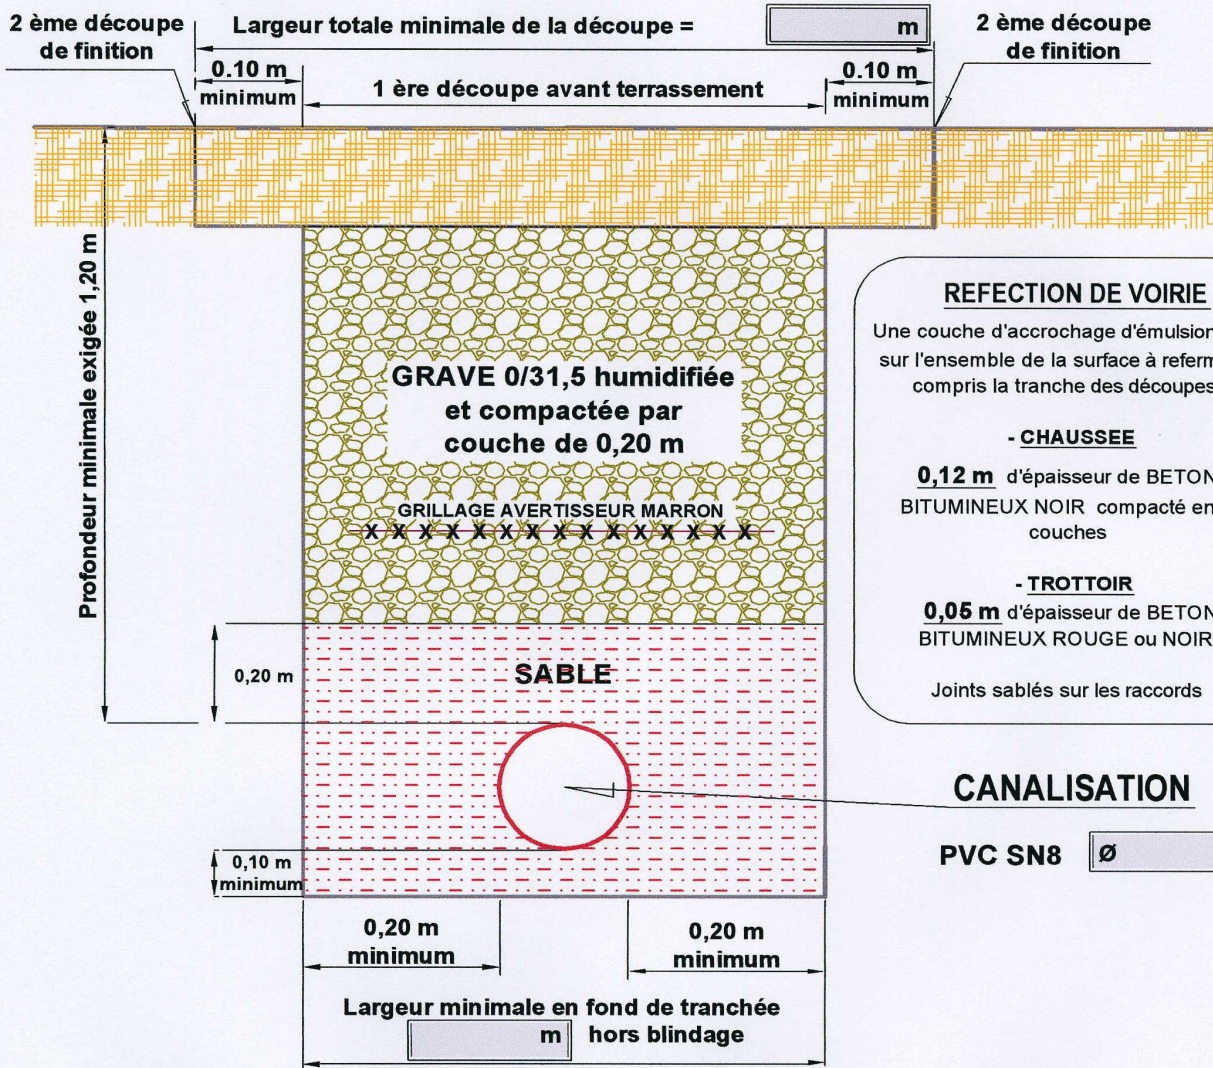 2 ème découpe
de finition
Largeur totale minimale de la découpe =
m
2 ème découpe
de finition
0.10 m
minimum
1 ère découpe avant terrassement
0.10 m
minimum
Profondeur minimale exigée 1,20 m
GRAVE 0/31,5 humidifiée
et compactée par
couche de 0,20 m
GRILLAGE AVERTISSEUR MARRON
X X X X X X X X X X X X X X X
REFECTION DE VOIRIE
Une couche d'accrochage d'émulsion
sur l'ensemble de la surface à referm
compris la tranche des découpes
- CHAUSSEE
0,12 m d'épaisseur de BETON
BITUMINEUX NOIR compacté en
couches
- TROTTOIR
0,05 m d'épaisseur de BETON
BITUMINEUX ROUGE ou NOIR
Joints sablés sur les raccords
0,20 m
SABLE
CANALISATION
PVC SN8 Ø
0,10 m
minimum
0,20 m
minimum
0,20 m
minimum
Largeur minimale en fond de tranchée
m hors blindage